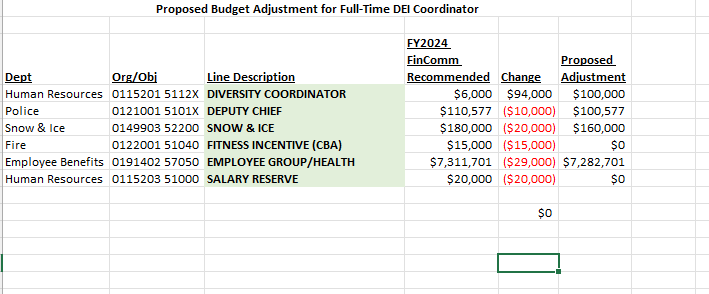 Proposed Budget Adjustment for Full-Time DEI Coordinator
FY2024
FinComm Proposed
Dept Org/Obj Line Description Recommended Change Adjustment
Human Resources 0115201 5112X DIVERSITY COORDINATOR $6,000 $94,000 $100,000
Police 0121001 5101X DEPUTY CHIEF $110,577 ($10,000) $100,577
Snow & Ice 0149903 52200 SNOW & ICE $180,000 ($20,000) $160,000
Fire 0122001 51040 FITNESS INCENTIVE (CBA) $15,000 ($15,000) $0
Employee Benefits 0191402 57050 EMPLOYEE GROUP/HEALTH $7,311,701 ($29,000) $7,282,701
Human Resources 0115203 51000 SALARY RESERVE $20,000 ($20,000) $0
$0